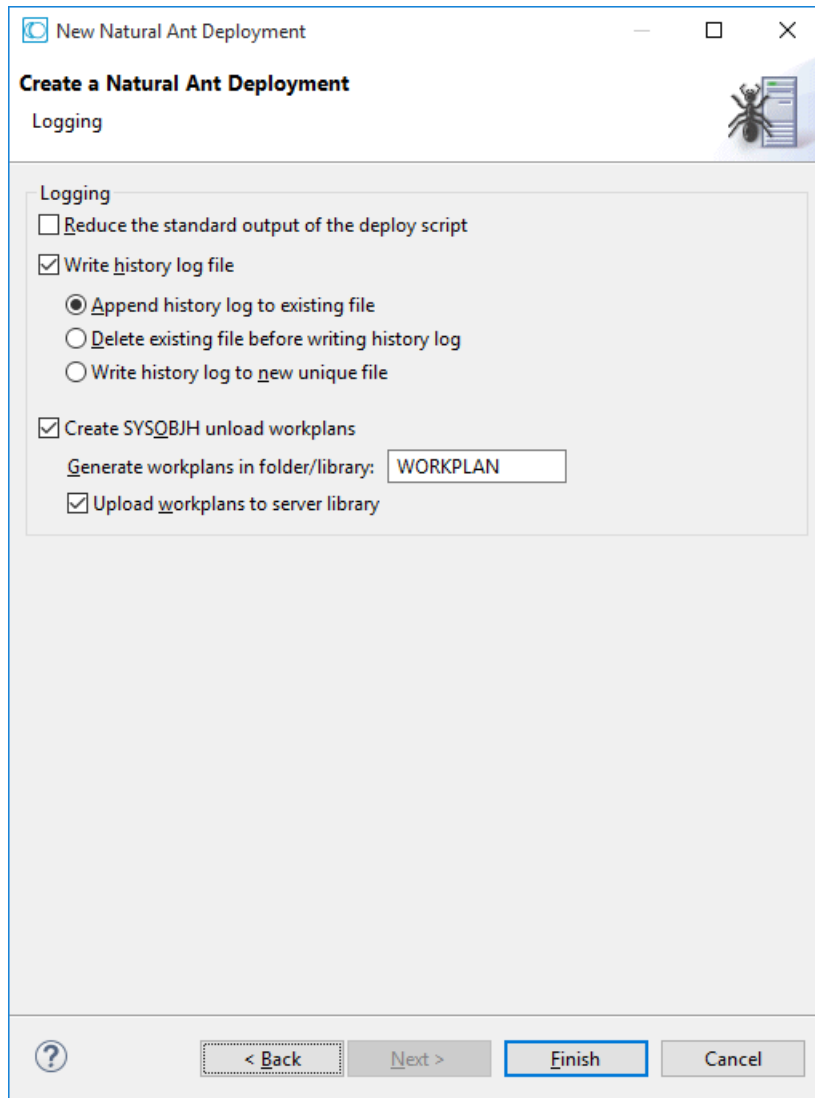 New Natural Ant Deployment
Create a Natural Ant Deployment
Logging
Logging
Reduce the standard output of the deploy script
Write history log file
Append history log to existing file
Delete existing file before writing history log
Write history log to new unique file
Create SYSOBJH unload workplans
Generate workplans in folder/library: WORKPLAN
Upload workplans to server library
? < Back Next > Finish Cancel